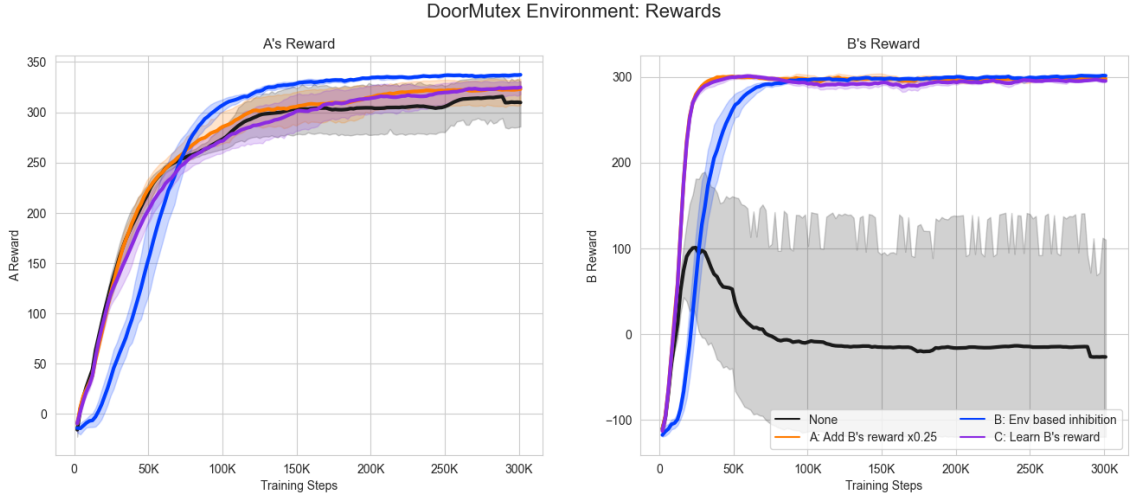 DoorMutex Environment: Rewards
A's Reward
350
300
250
200
150
100
50
0
A Reward
0
50K
100K
150K
200K
250K
300K
Training Steps
B's Reward
300
200
100
0
−100
B Reward
None
A: Add B's reward x0.25
B: Env based inhibition
C: Learn B's reward
0
50K
100K
150K
200K
250K
300K
Training Steps